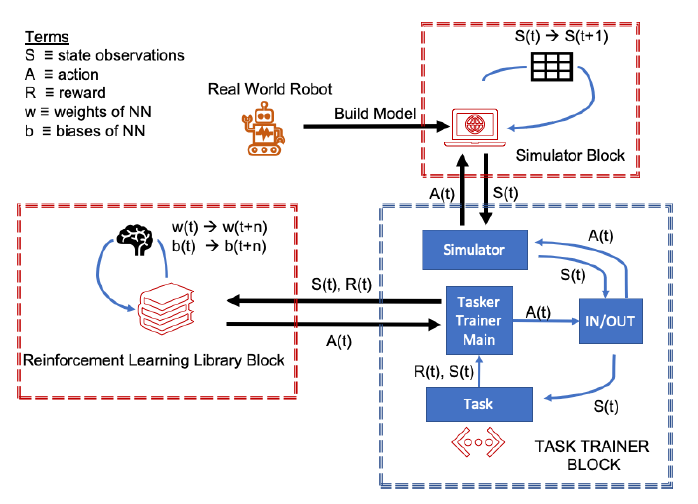 Terms
S ≡ state observations
A ≡ action
R ≡ reward
w ≡ weights of NN
b ≡ biases of NN
Real World Robot
Build Model
S(t) → S(t+1)
Simulator Block
A(t)
S(t)
w(t) → w(t+n)
b(t) → b(t+n)
Reinforcement Learning Library Block
S(t), R(t)
A(t)
Simulator
A(t)
S(t)
Tasker
Trainer
Main
A(t)
IN/OUT
R(t), S(t)
Task
S(t)
TASK TRAINER
BLOCK